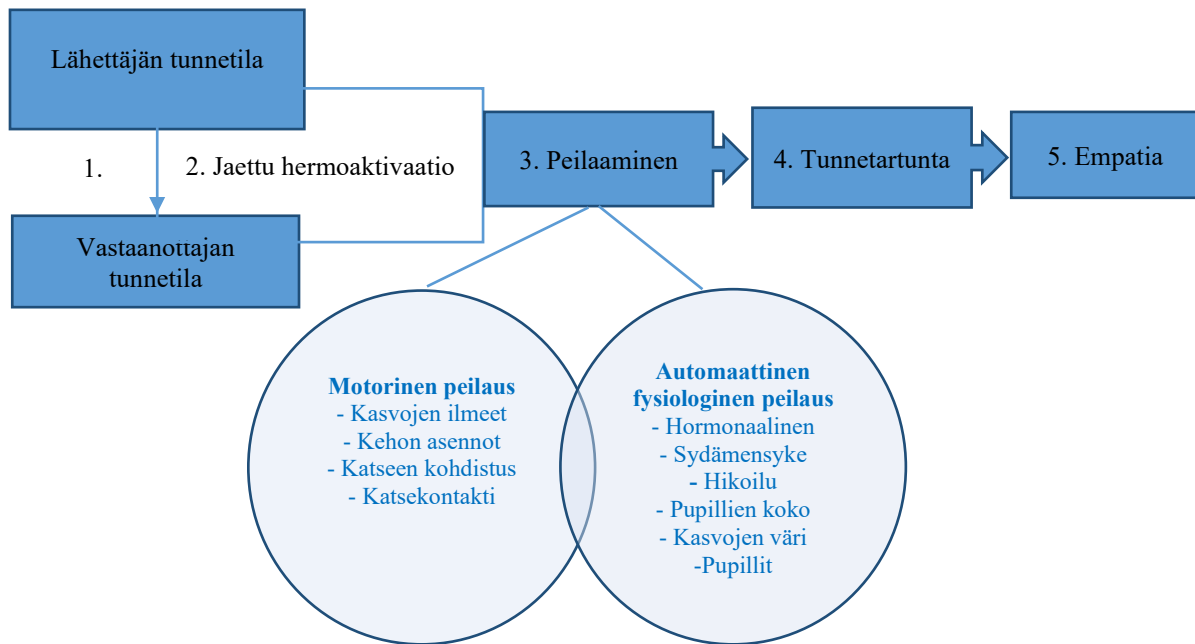 Lähettäjän tunnetila
1.
2. Jaettu hermoaktivaatio
Vastaanottajan
tunnetila
3. Peilaaminen
4. Tunnetartunta
5. Empatia
Motorinen peilaus
- Kasvojen ilmeet
- Kehon asennot
- Katseen kohdistus
- Katsekontakti
Automaattinen
fysiologinen peilaus
- Hormonaalinen
- Sydämensyke
- Hikoilu
- Pupillien koko
- Kasvojen väri
-Pupillit